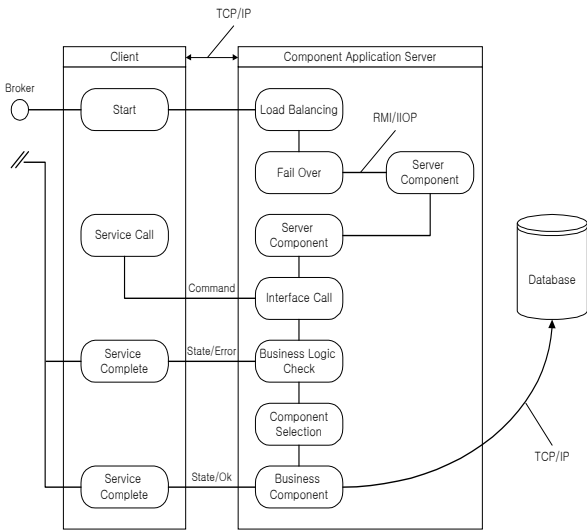 TCP/IP
Client
Component Application Server
Broker
Start
Load Balancing
RMI/IIOP
Fail Over
Server
Component
Service Call
Server
Component
Database
Command
Interface Call
Service
Complete
State/Error
Business Logic
Check
Component
Selection
TCP/IP
Service
Complete
State/Ok
Business
Component